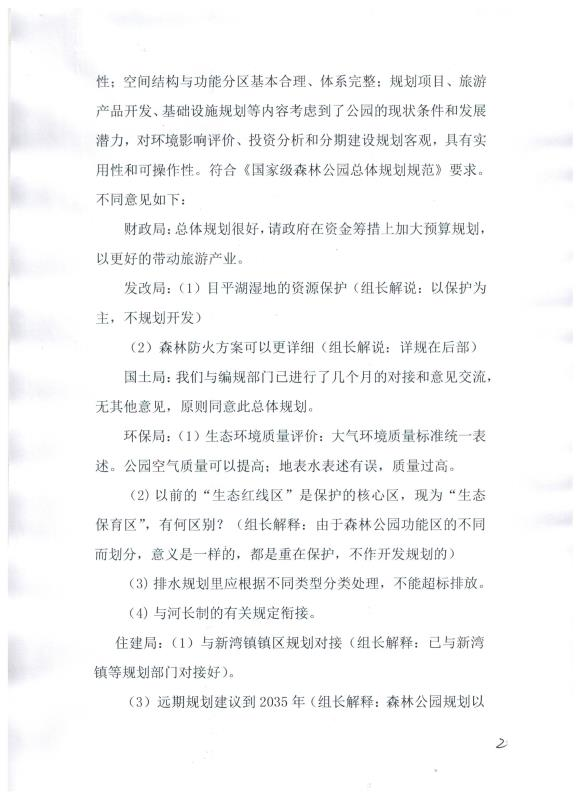 性；空间结构与功能分区基本合理、体系完整；规划项目、旅游
产品开发、基础设施规划等内容考虑到了公园的现状条件和发展
潜力，对环境影响评价、投资分析和分期建设规划客观，具有实
用性和可操作性。符合《国家级森林公园总体规划规范》要求。
不同意见如下：
财政局：总体规划很好，请政府在资金筹措上加大预算规划，
以更好的带动旅游产业。
发改局：（1）目平湖湿地的资源保护（组长解说：以保护为
主，不规划开发）
（2）森林防火方案可以更详细（组长解说：详规在后部）
国土局：我们与编规部门已进行了几个月的对接和意见交流，
无其他意见，原则同意此总体规划。
环保局：（1）生态环境质量评价：大气环境质量标准统一表
述。公园空气质量可以提高；地表水表述有误，质量过高。
（2）以前的“生态红线区”是保护的核心区，现为“生态
保育区”，有何区别？（组长解释：由于森林公园功能区的不同
而划分，意义是一样的，都是重在保护，不作开发规划的）
（3）排水规划里应根据不同类型分类处理，不能超标排放。
（4）与河长制的有关规定衔接。
住建局：（1）与新湾镇镇区规划对接（组长解释：已与新湾
镇等规划部门对接好）。
（3）远期规划建议到 2035 年（组长解释：森林公园规划以
2